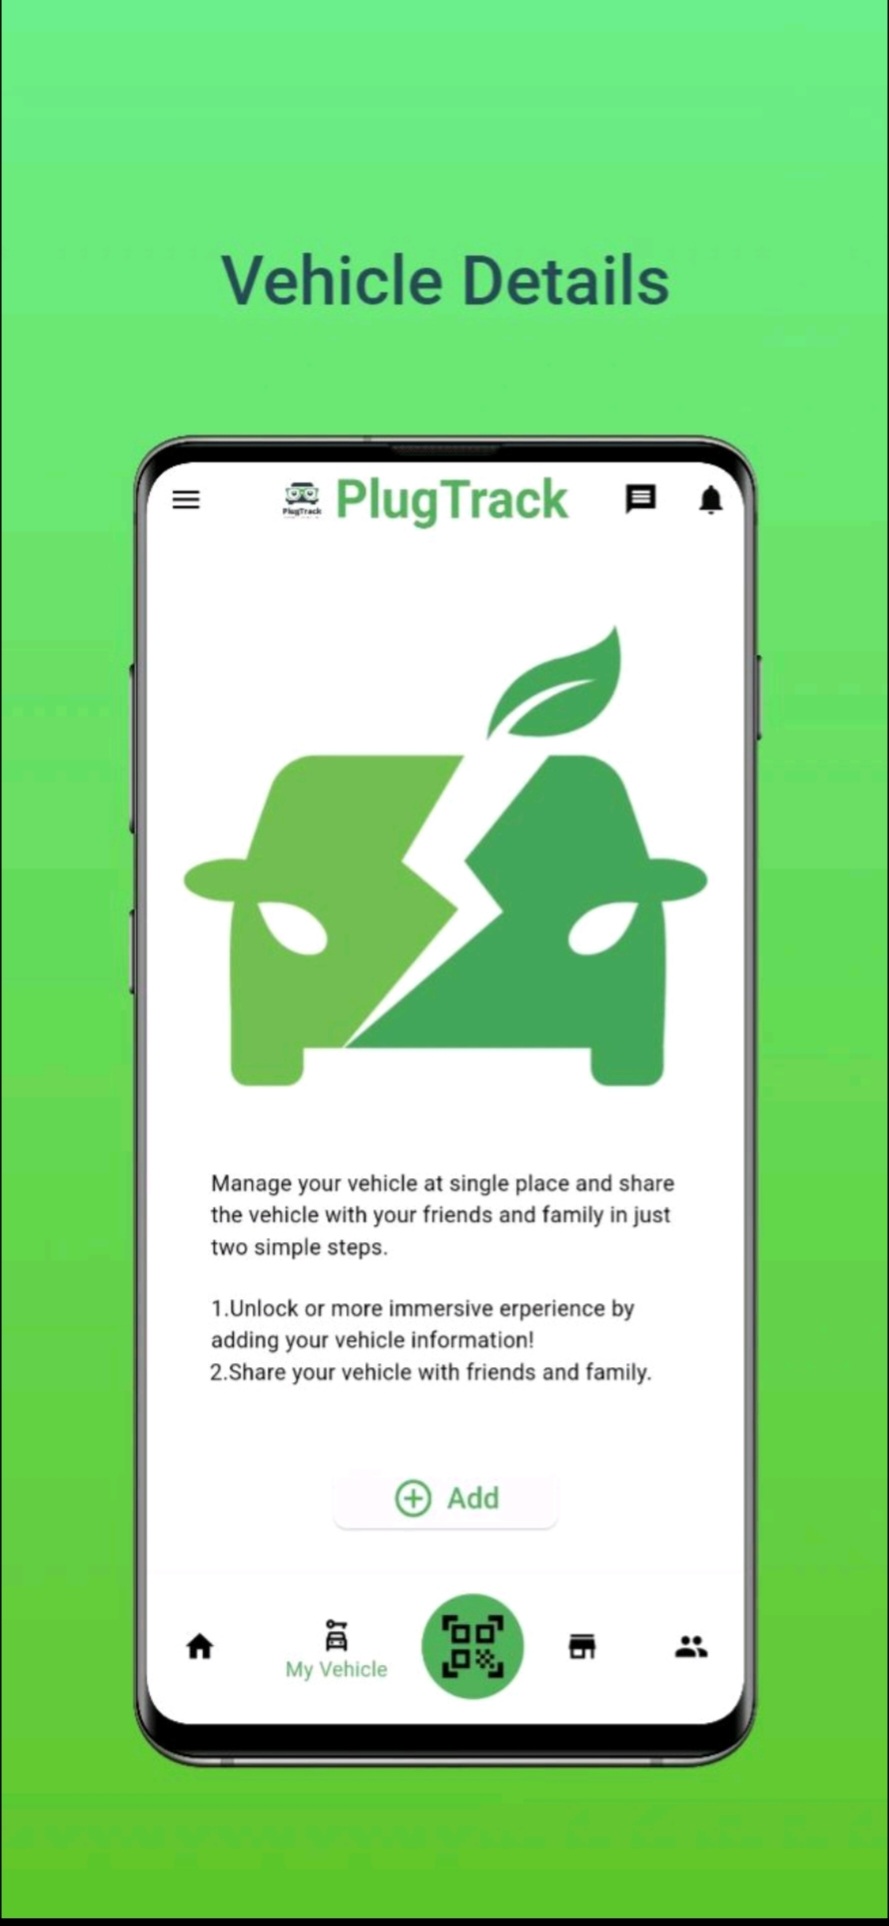 Vehicle Details
PlugTrack
PlugTrack
Manage your vehicle at single place and share
the vehicle with your friends and family in just
two simple steps.
1.Unlock or more immersive erperience by
adding your vehicle information!
2.Share your vehicle with friends and family.
Add
My Vehicle